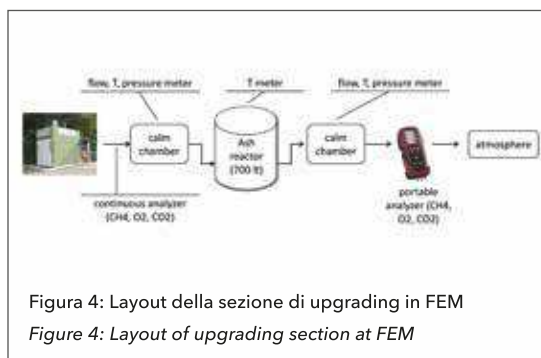 flow, T, pressure meter
T meter
flow, T, pressure meter
calm
chamber
Ash
reactor
(700 lt)
calm
chamber
atmosphere
continuous analyzer
(CH4, O2, CO2)
portable
analyzer (CH4,
O2, CO2)
Figura 4: Layout della sezione di upgrading in FEM
Figure 4: Layout of upgrading section at FEM